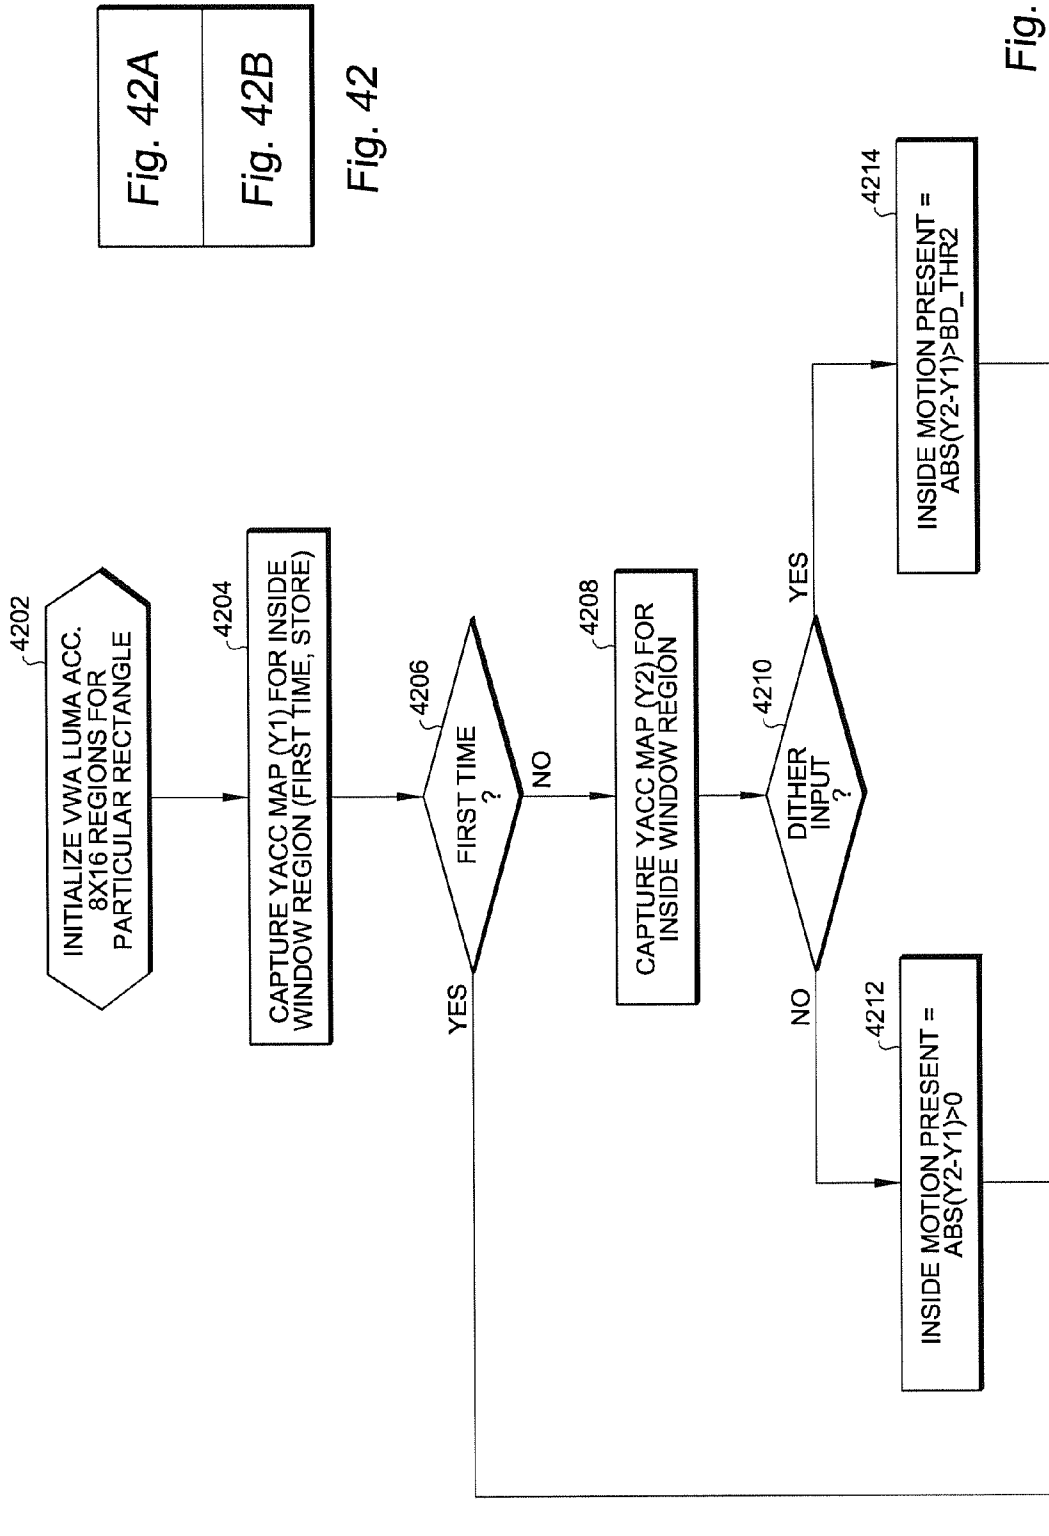 4202
INITIALIZE VWA LUMA ACC.
8X16 REGIONS FOR
PARTICULAR RECTANGLE
4204
CAPTURE YACC MAP (Y1) FOR INSIDE
WINDOW REGION (FIRST TIME, STORE)
4206
FIRST TIME
?
YES
NO
4208
CAPTURE YACC MAP (Y2) FOR
INSIDE WINDOW REGION
4210
DITHER
INPUT
?
NO
YES
4212
INSIDE MOTION PRESENT =
ABS(Y2-Y1)>0
4214
INSIDE MOTION PRESENT =
ABS(Y2-Y1)>BD_THR2
Fig. 42A
Fig. 42B
Fig. 42
Fig.